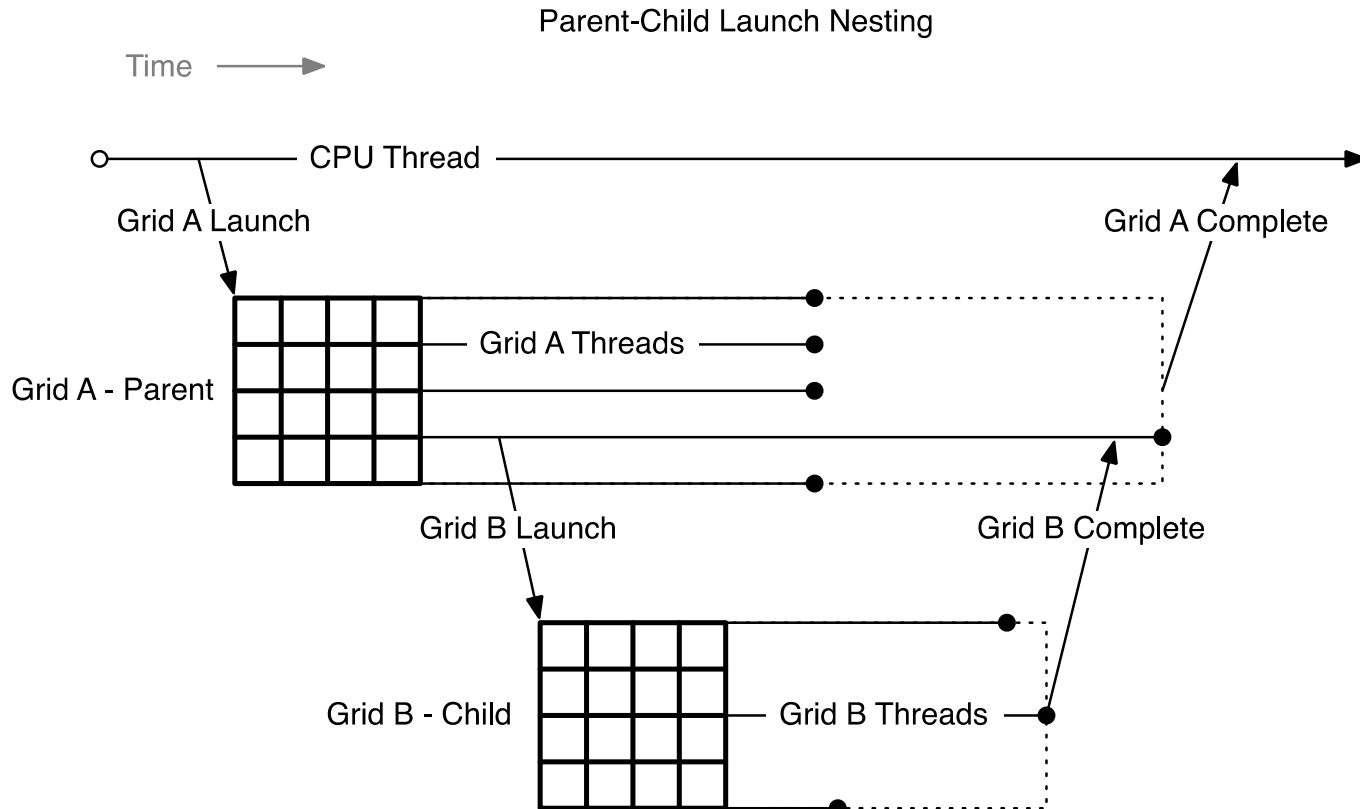 Parent-Child Launch Nesting
Time
CPU Thread
Grid A Launch
Grid A Complete
Grid A Threads
Grid A - Parent
Grid B Launch
Grid B Complete
Grid B - Child
Grid B Threads